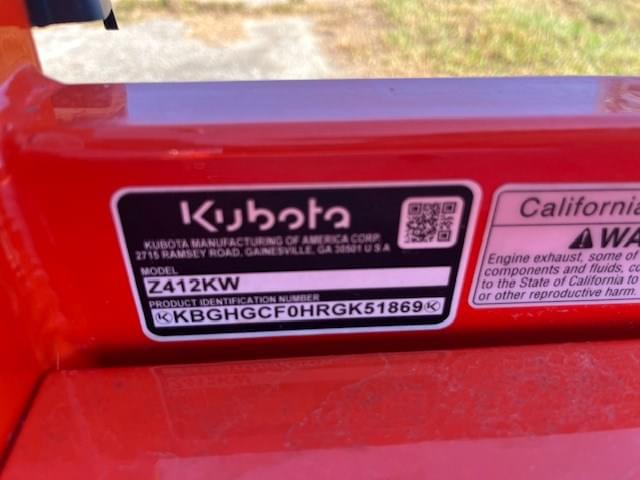 Kubota
KUBOTA MANUFACTURING OF AMERICA CORP.
2715 RAMSEY ROAD, GAINESVILLE, GA 30501 U S A
MODEL
Z412KW
PRODUCT IDENTIFICATION NUMBER
KBGHGCF0HRGK51869
California
WA
Engine exhaust, some of
components and fluids, co
to the State of California to
or other reproductive harm.